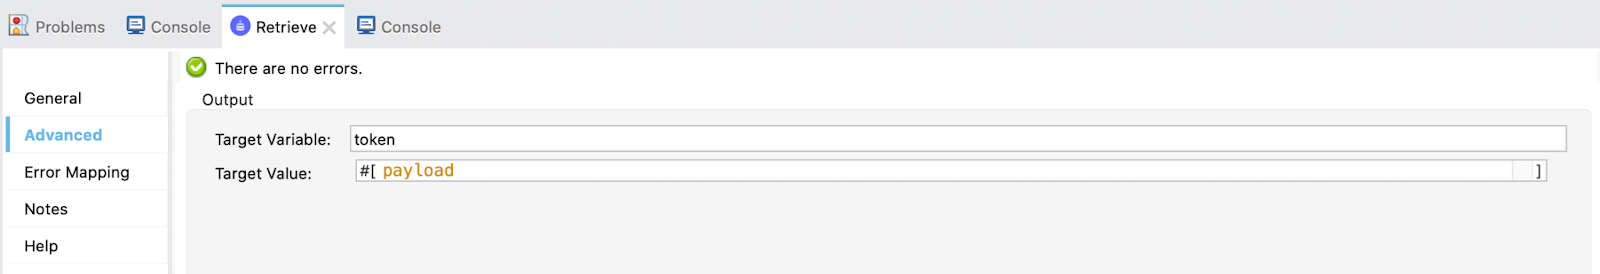 Problems Console Retrieve Console
There are no errors.
General
Output
Advanced
Target Variable: token
Error Mapping
Target Value: #[ payload ]
Notes
Help